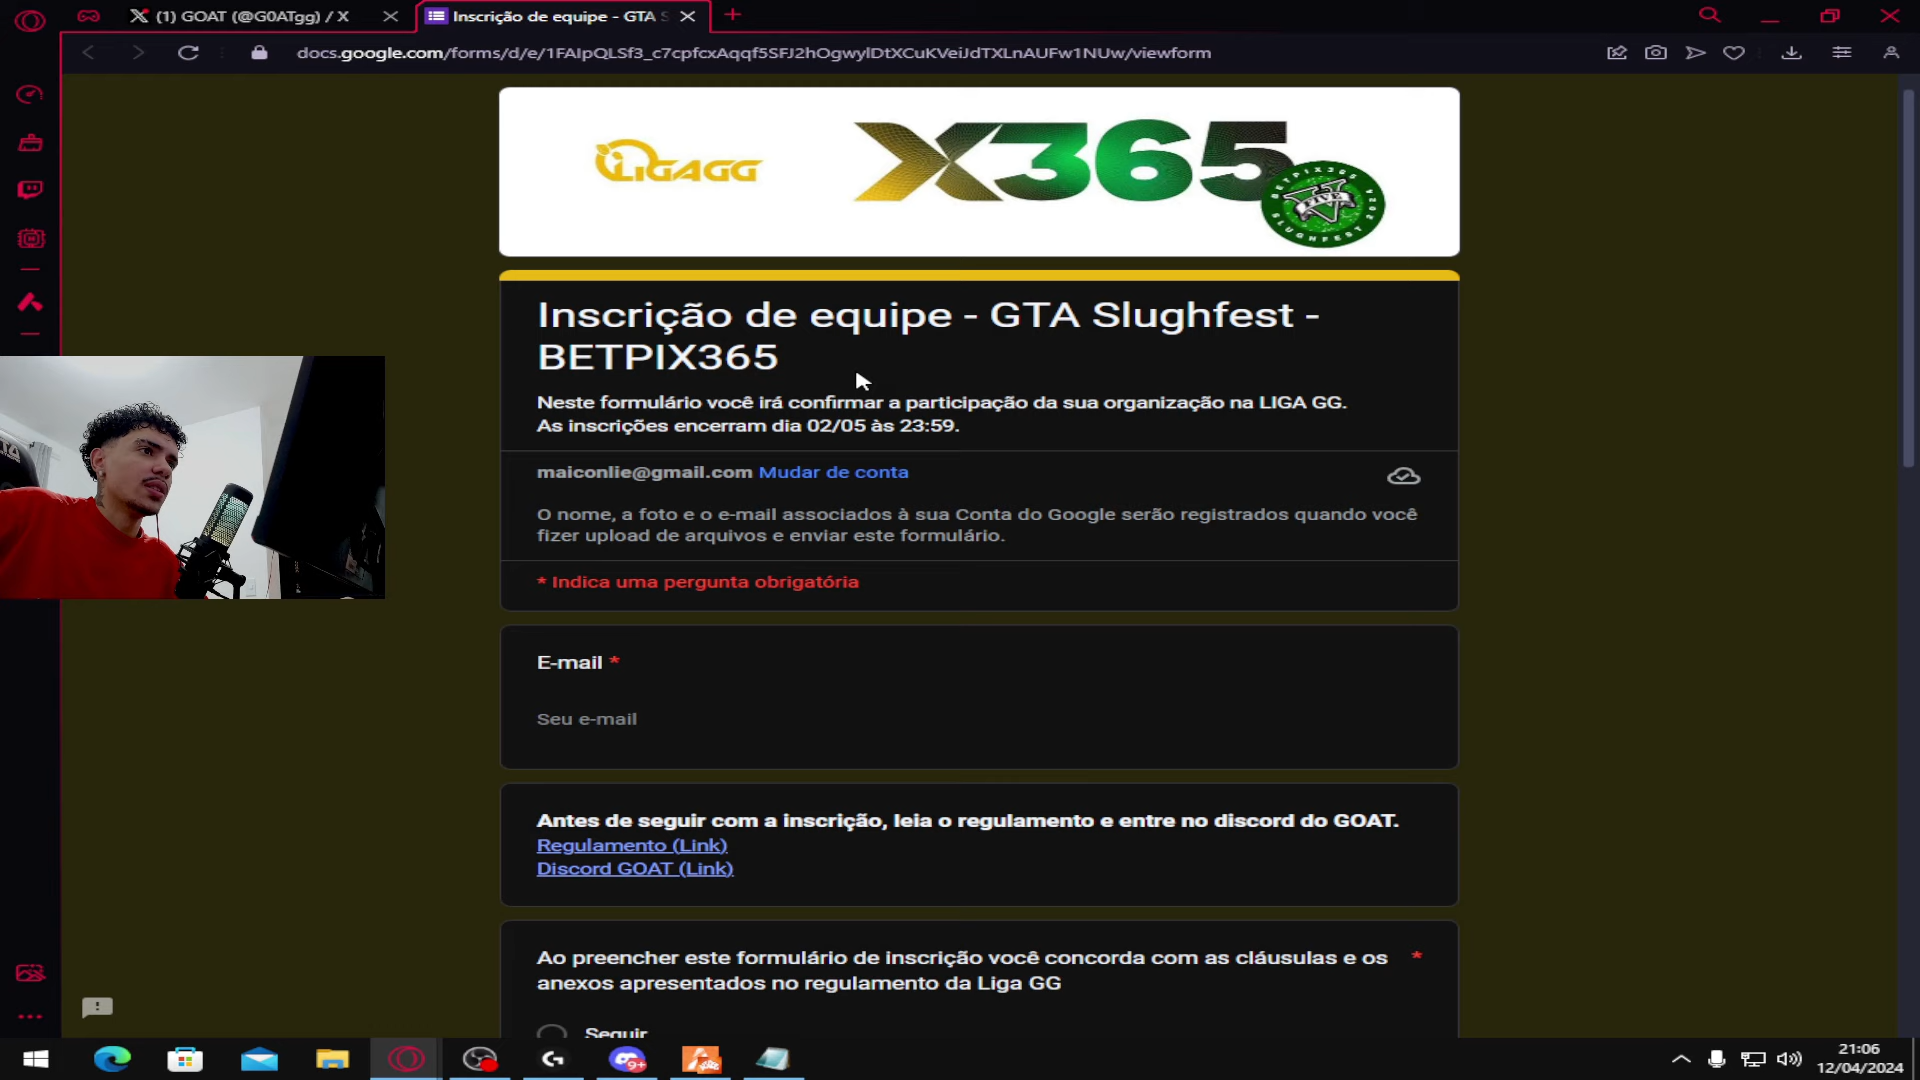 (1) GOAT (@G0ATgg) / X
Inscrição de equipe - GTA S
docs.google.com/forms/d/e/1FAIpQLSf3_c7cpfcxAqqf5SFJ2hOgwylDtXCuKVeiJdTXLnAUFw1NUw/viewform
LIGAGG
X365
BETPIX365
FIVE
V
SLUGHFEST 2024
Inscrição de equipe - GTA Slughfest -
BETPIX365
Neste formulário você irá confirmar a participação da sua organização na LIGA GG.
As inscrições encerram dia 02/05 às 23:59.
maiconlie@gmail.com Mudar de conta
O nome, a foto e o e-mail associados à sua Conta do Google serão registrados quando você
fizer upload de arquivos e enviar este formulário.
* Indica uma pergunta obrigatória
E-mail *
Seu e-mail
Antes de seguir com a inscrição, leia o regulamento e entre no discord do GOAT.
Regulamento (Link)
Discord GOAT (Link)
Ao preencher este formulário de inscrição você concorda com as cláusulas e os *
anexos apresentados no regulamento da Liga GG
Seguir
9+
21:06
12/04/2024